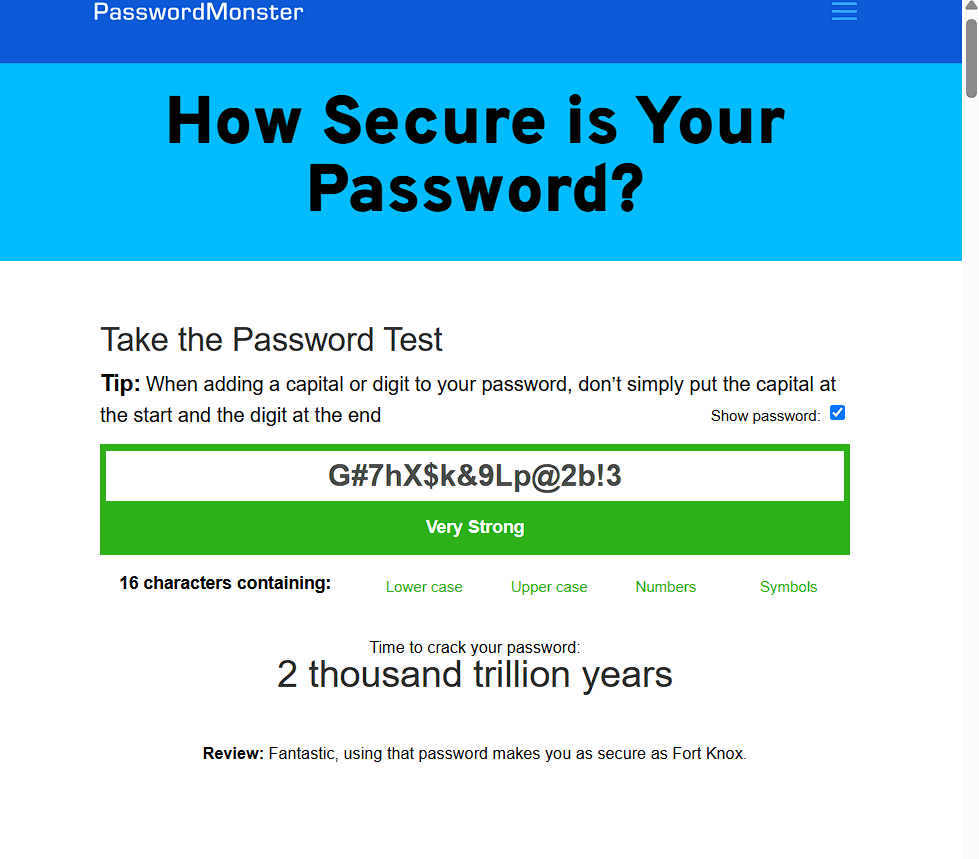 PasswordMonster
How Secure is Your
Password?
Take the Password Test
Tip: When adding a capital or digit to your password, don’t simply put the capital at
the start and the digit at the end
Show password:
G#7hX$k&9Lp@2b!3
Very Strong
16 characters containing:
Lower case
Upper case
Numbers
Symbols
Time to crack your password:
2 thousand trillion years
Review: Fantastic, using that password makes you as secure as Fort Knox.